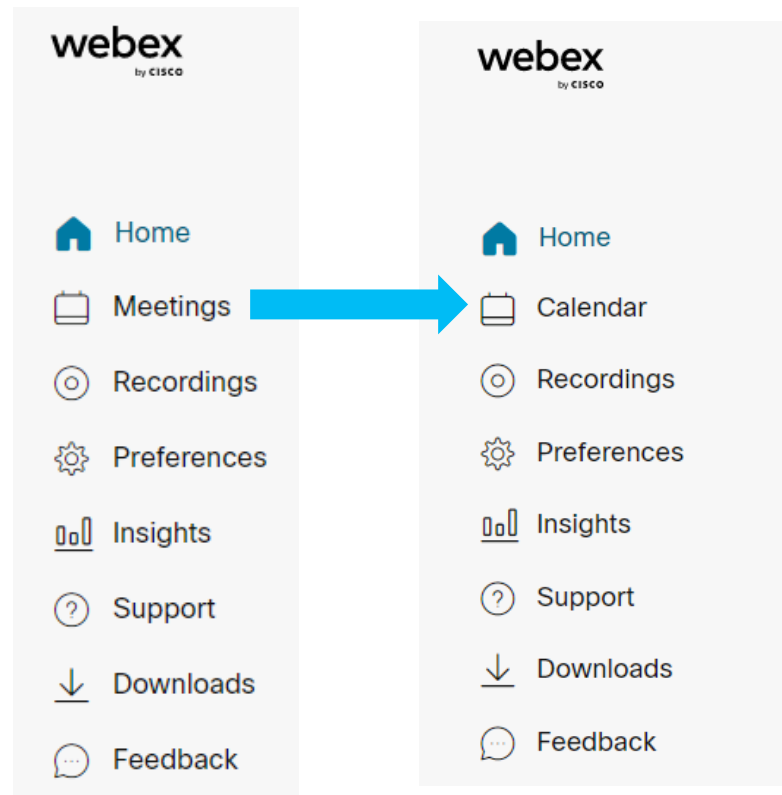 webex
by CISCO
Home
Meetings
Recordings
Preferences
Insights
Support
Downloads
Feedback
webex
by CISCO
Home
Calendar
Recordings
Preferences
Insights
Support
Downloads
Feedback